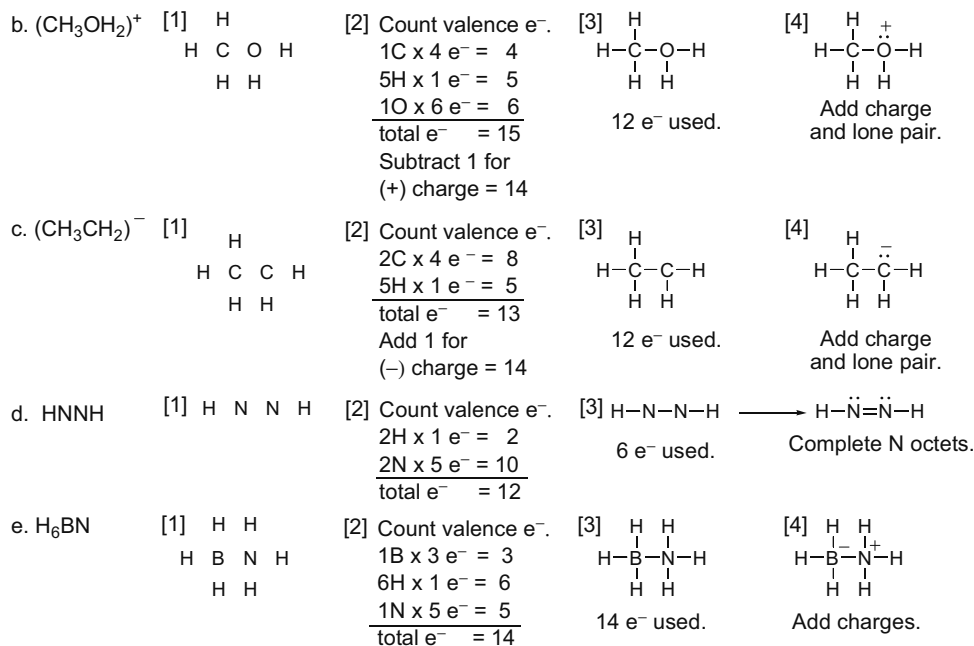 b. (CH₃OH₂)⁺ [1] H [2] Count valence e⁻. [3] H [4] H +
H C O H 1C x 4 e⁻ = 4 H–C–O–H H–C–Ö–H
H H 5H x 1 e⁻ = 5 H H H H
1O x 6 e⁻ = 6 12 e⁻ used. Add charge
total e⁻ = 15 and lone pair.
Subtract 1 for
(+) charge = 14
c. (CH₃CH₂)⁻ [1] H [2] Count valence e⁻. [3] H [4] H −
H C C H 2C x 4 e⁻ = 8 H–C–C–H H–C–C̈–H
H H 5H x 1 e⁻ = 5 H H H H
total e⁻ = 13 12 e⁻ used. Add charge
Add 1 for and lone pair.
(−) charge = 14
d. HNNH [1] H N N H [2] Count valence e⁻. [3] H–N–N–H ⟶ H–N̈=N̈–H
2H x 1 e⁻ = 2 6 e⁻ used. Complete N octets.
2N x 5 e⁻ = 10
total e⁻ = 12
e. H₆BN [1] H H [2] Count valence e⁻. [3] H H [4] H H
H B N H 1B x 3 e⁻ = 3 H–B–N–H H–B⁻–N⁺–H
H H 6H x 1 e⁻ = 6 H H H H
1N x 5 e⁻ = 5 14 e⁻ used. Add charges.
total e⁻ = 14